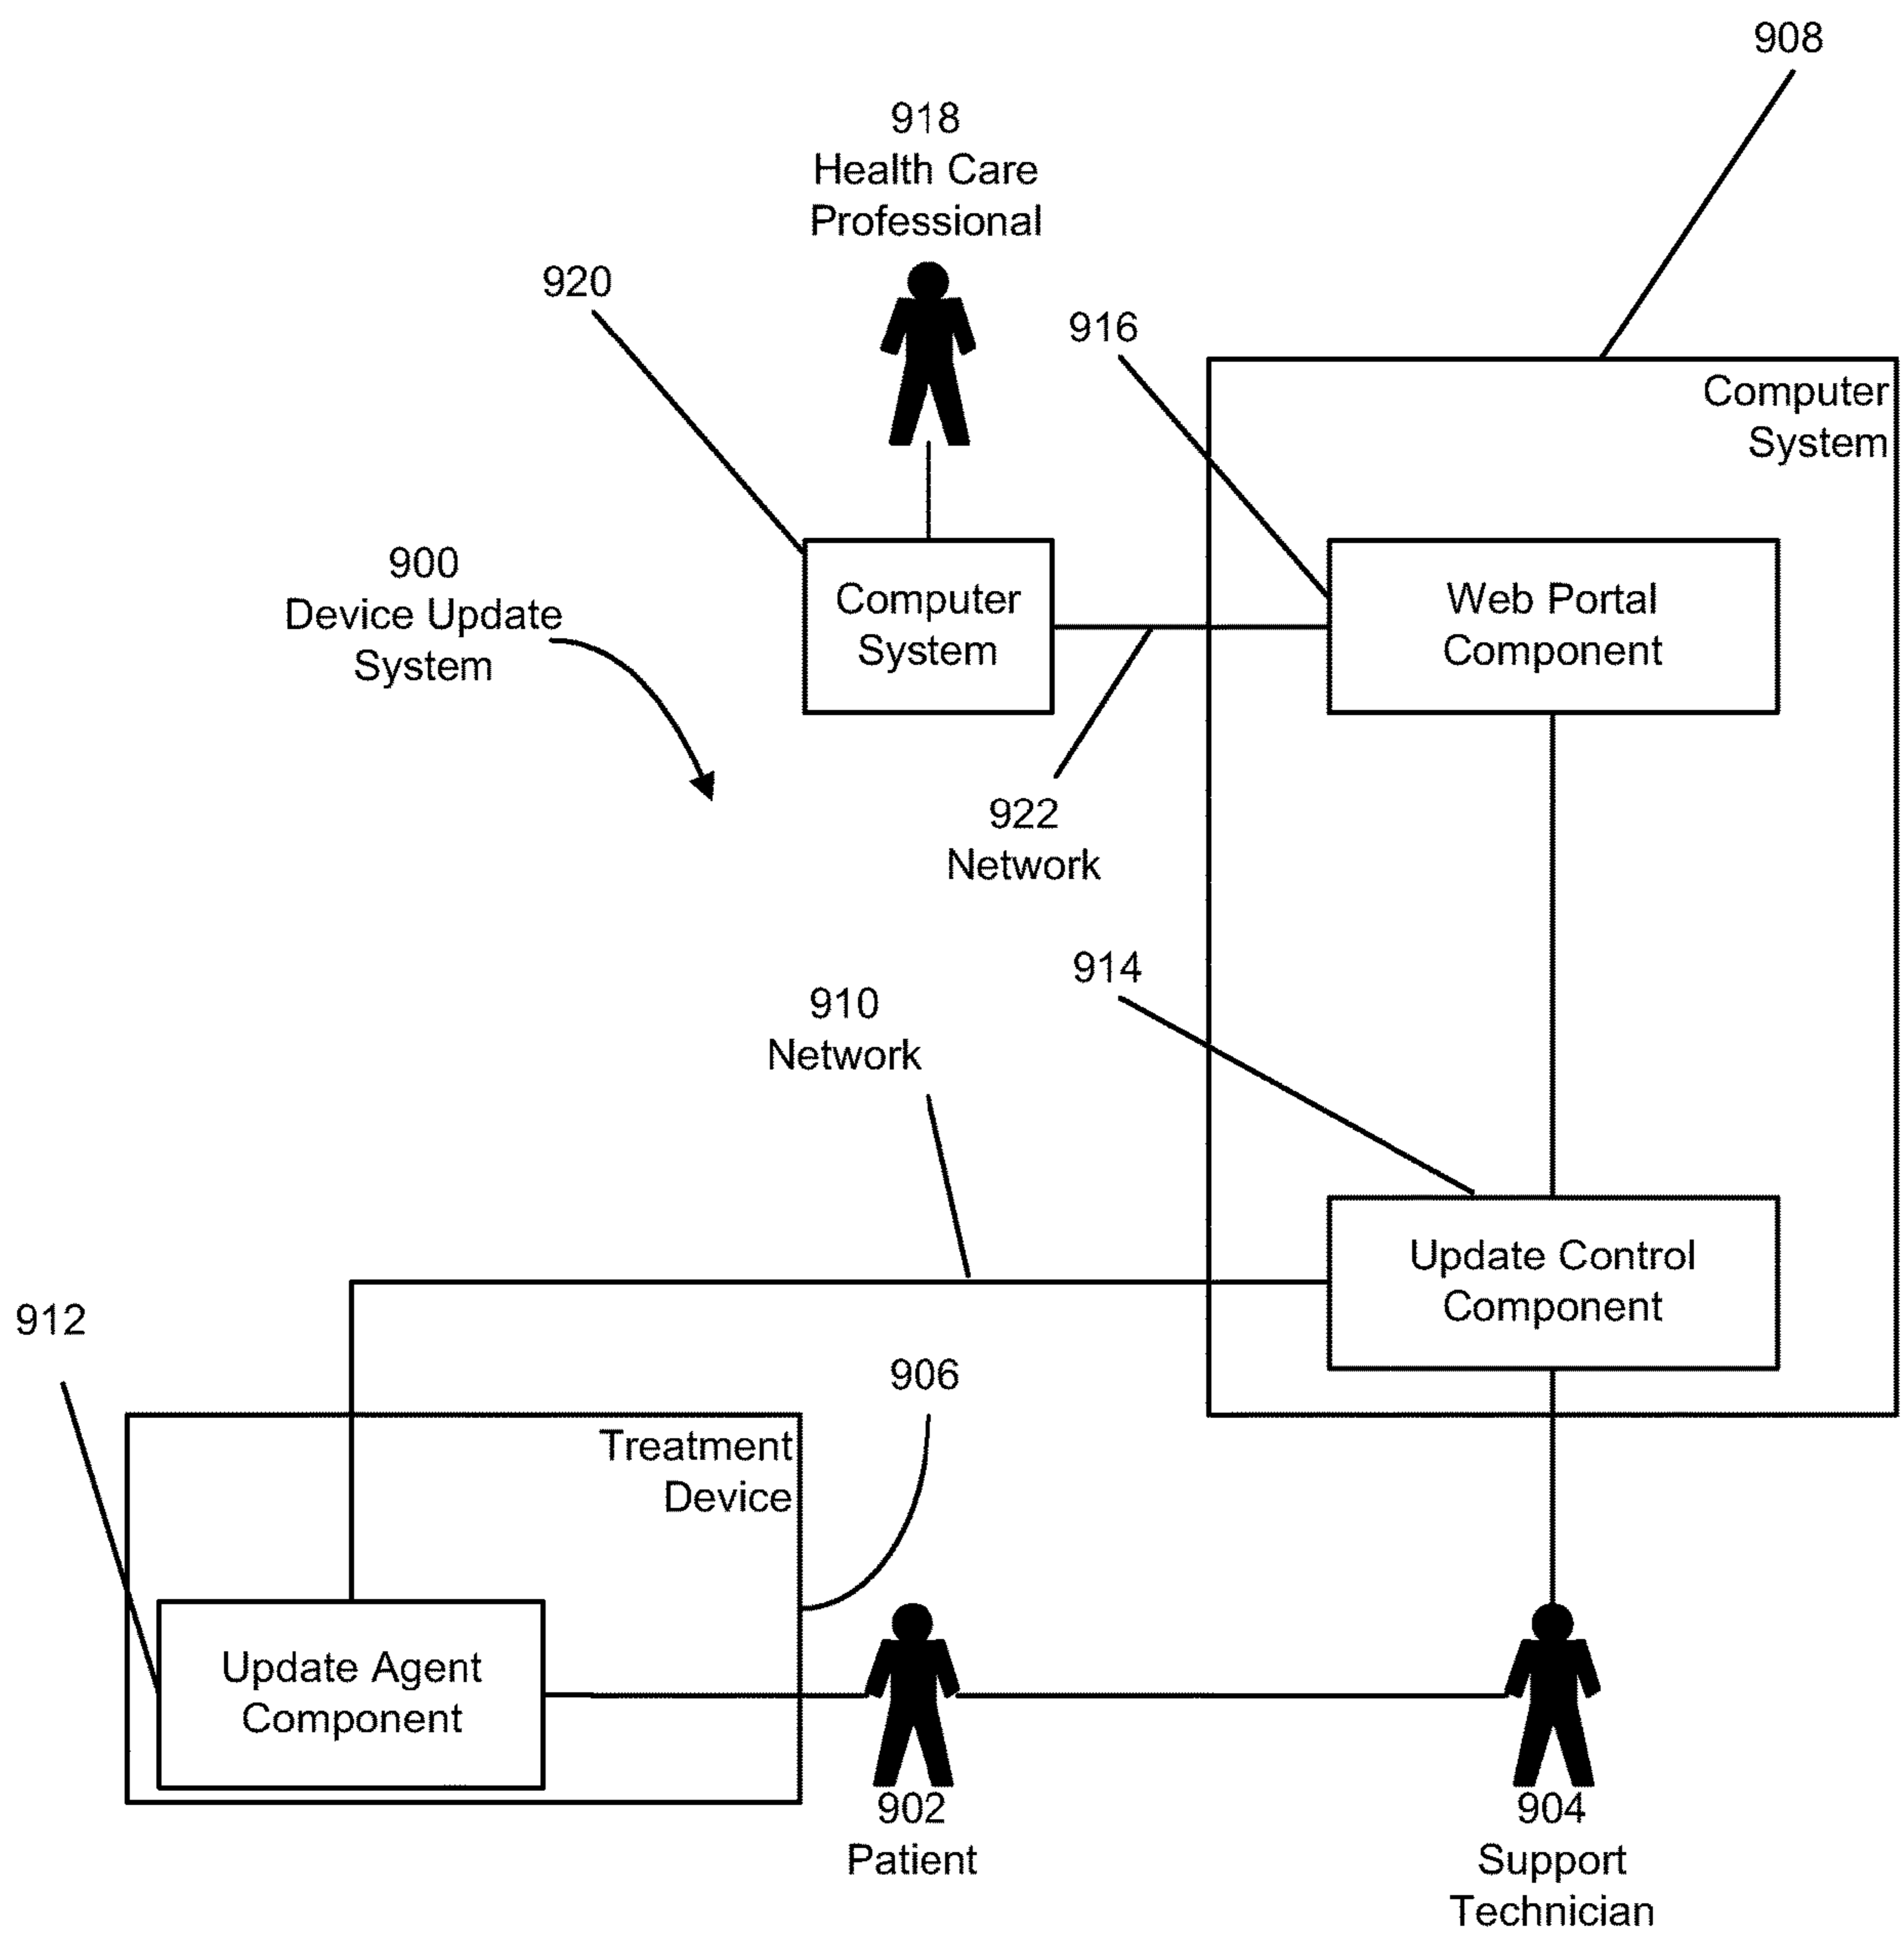 908
918
Health Care
Professional
920
916
Computer
System
900
Device Update
System
Computer
System
Web Portal
Component
922
Network
914
910
Network
Update Control
Component
912
906
Treatment
Device
Update Agent
Component
902
Patient
904
Support
Technician